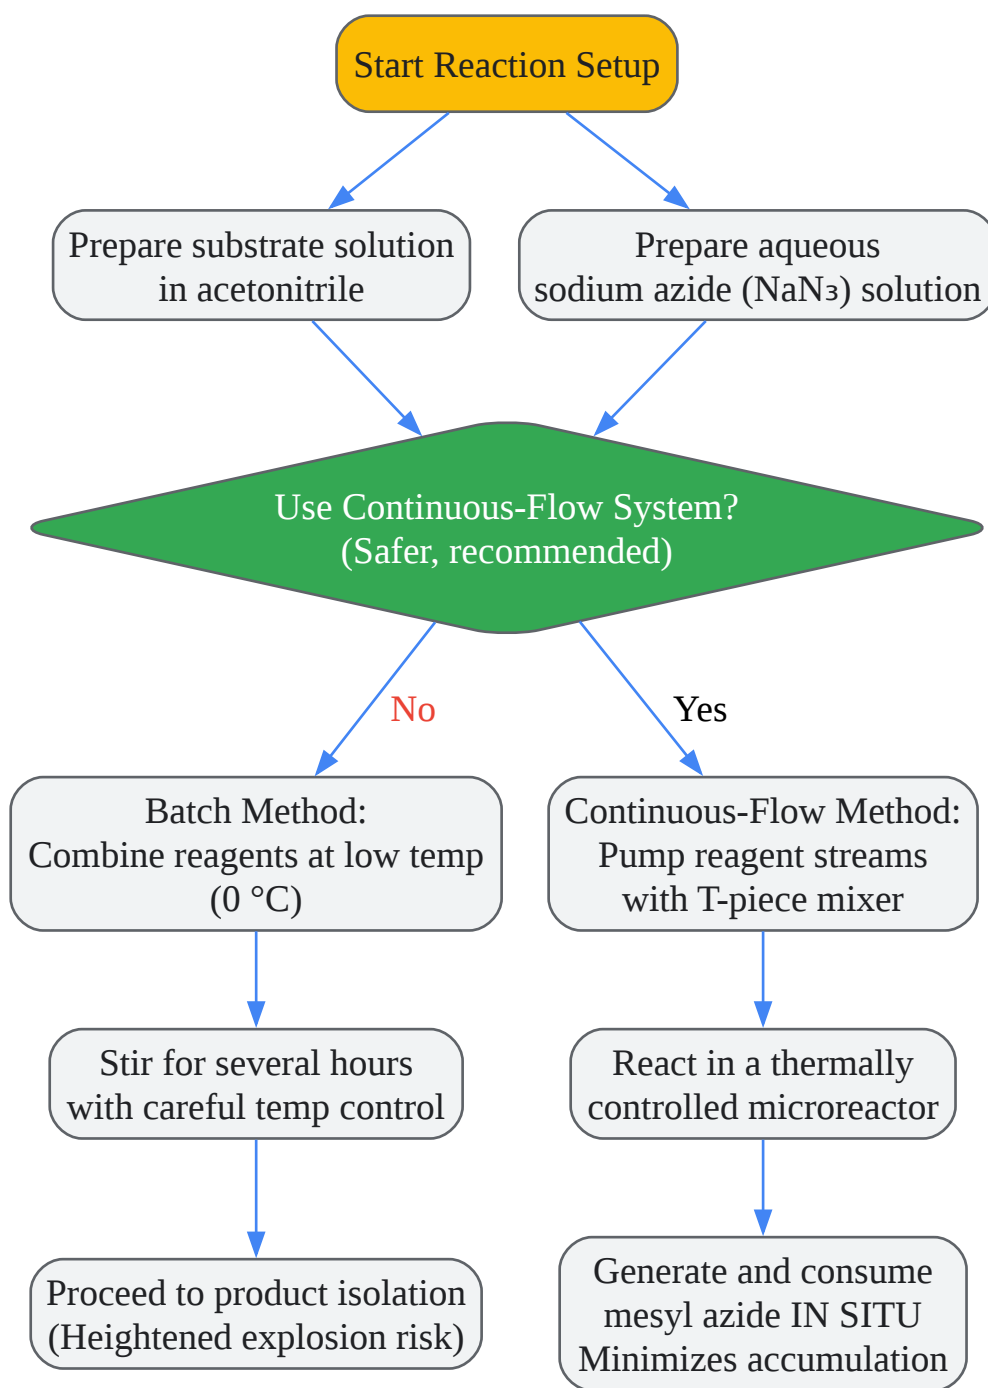 Start Reaction Setup
Prepare substrate solution
in acetonitrile
Prepare aqueous
sodium azide (NaN₃) solution
Use Continuous-Flow System?
(Safer, recommended)
No
Yes
Batch Method:
Combine reagents at low temp
(0 °C)
Continuous-Flow Method:
Pump reagent streams
with T-piece mixer
Stir for several hours
with careful temp control
React in a thermally
controlled microreactor
Proceed to product isolation
(Heightened explosion risk)
Generate and consume
mesyl azide IN SITU
Minimizes accumulation